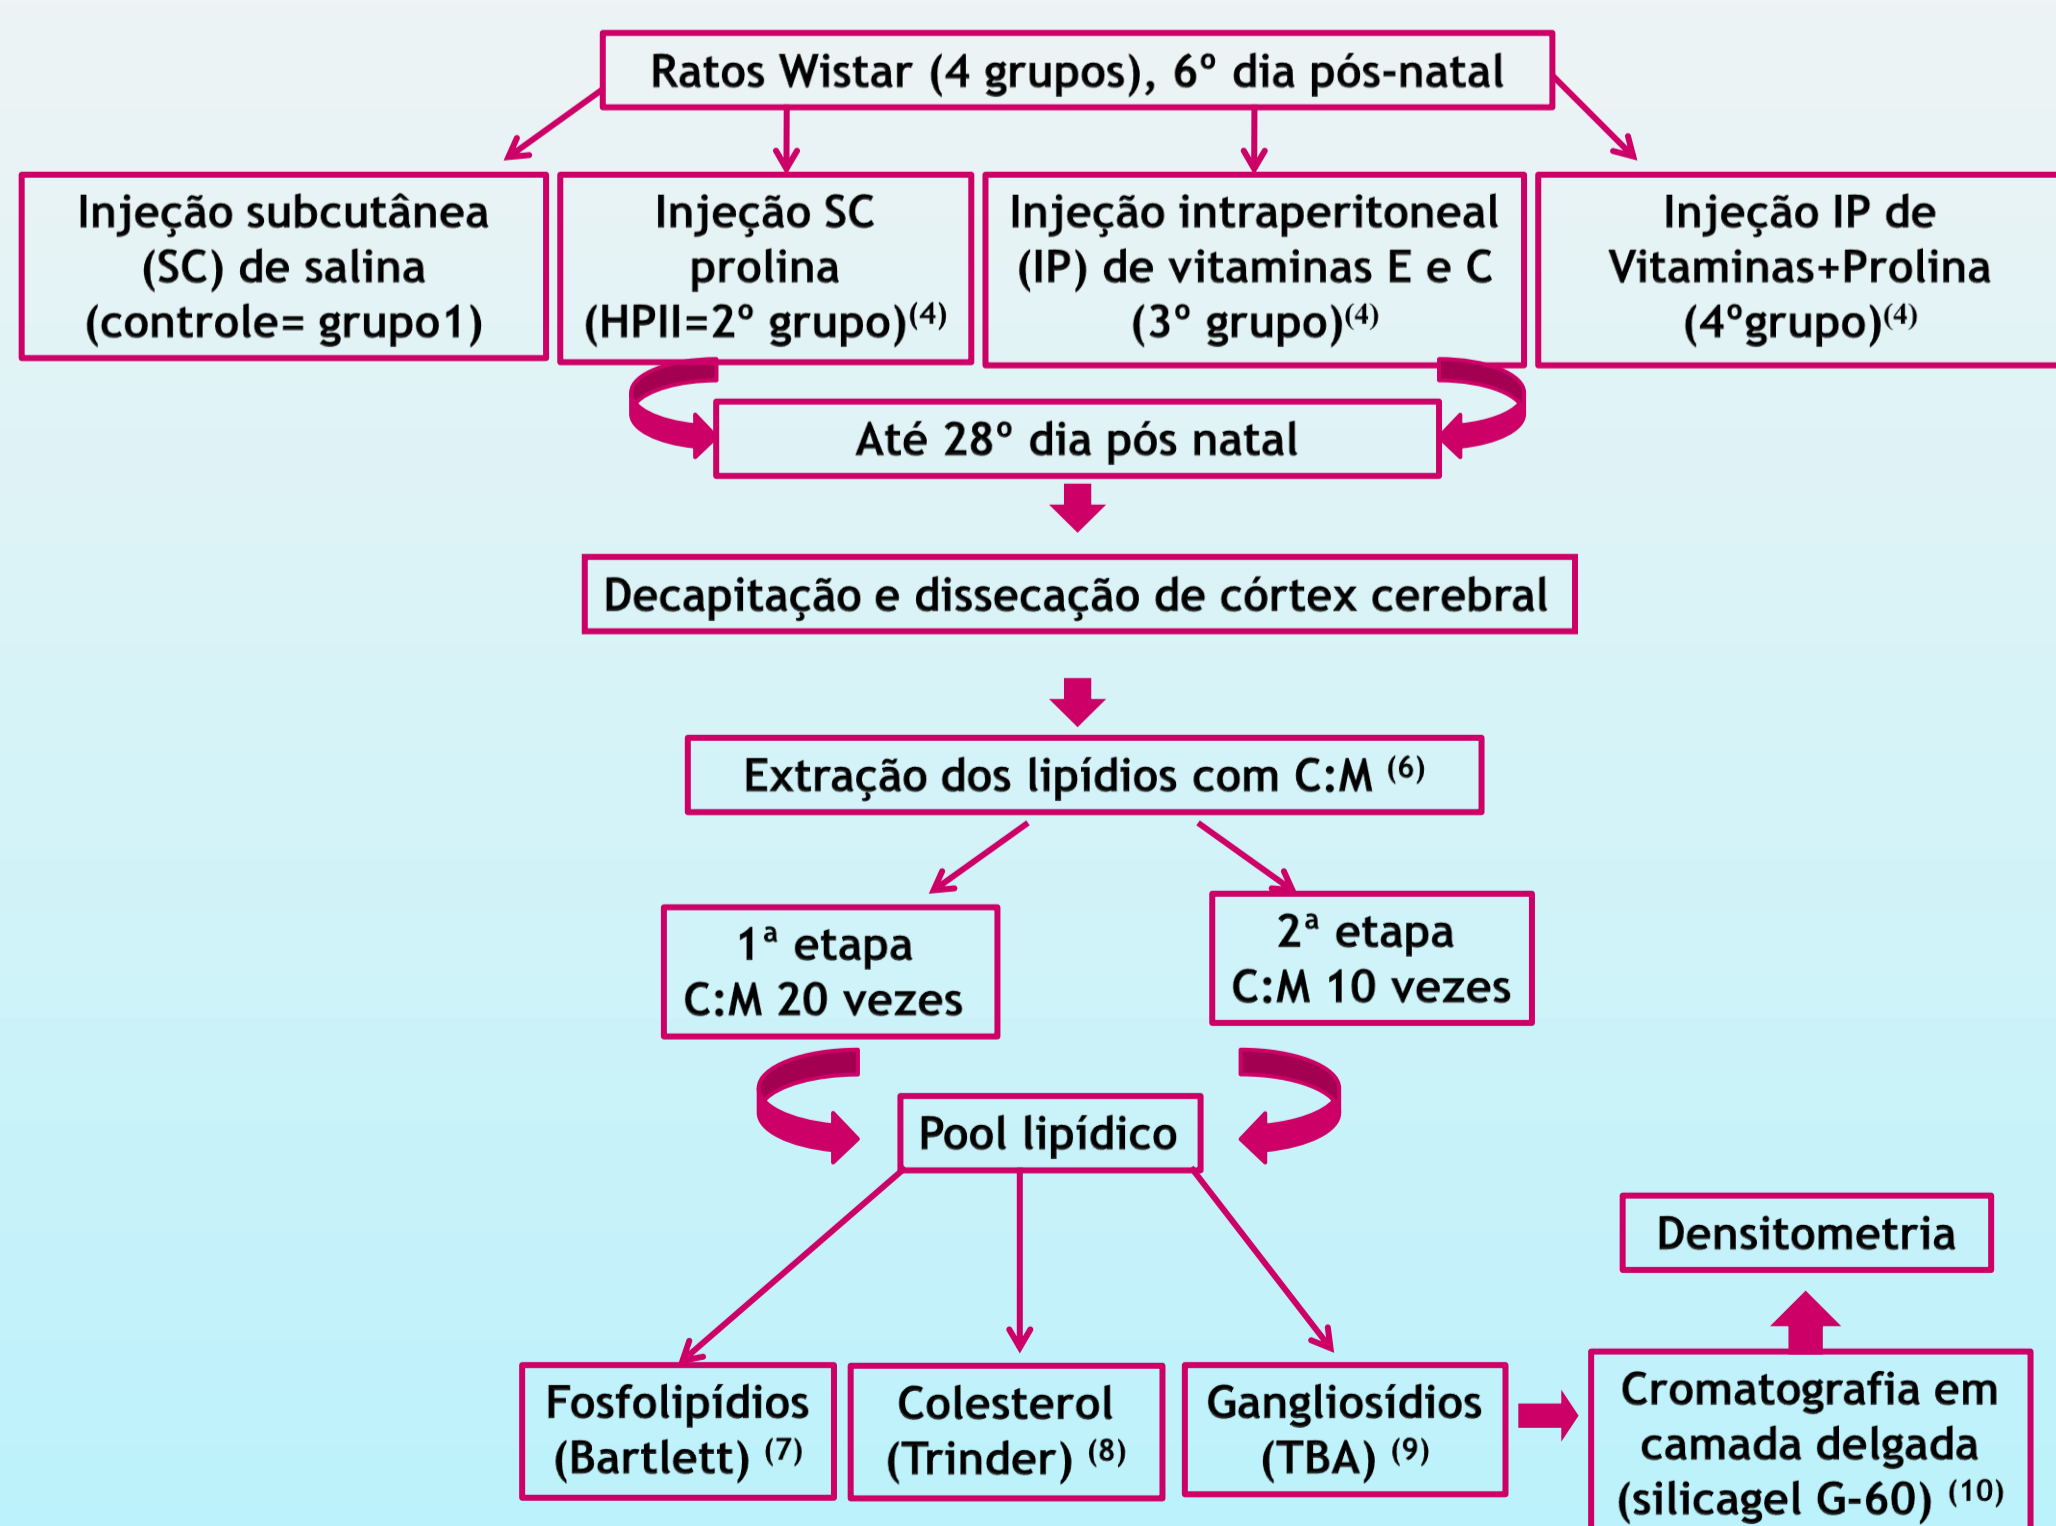 Ratos Wistar (4 grupos), 6º dia pós-natal
Injeção subcutânea
(SC) de salina
(controle= grupo1)
Injeção SC
prolina
(HPII=2º grupo)(4)
Injeção intraperitoneal
(IP) de vitaminas E e C
(3º grupo)(4)
Injeção IP de
Vitaminas+Prolina
(4ºgrupo)(4)
Até 28º dia pós natal
Decapitação e dissecação de córtex cerebral
Extração dos lipídios com C:M (6)
1ª etapa
C:M 20 vezes
2ª etapa
C:M 10 vezes
Pool lipídico
Densitometria
Fosfolipídios
(Bartlett) (7)
Colesterol
(Trinder) (8)
Gangliosídios
(TBA) (9)
Cromatografia em
camada delgada
(silicagel G-60) (10)